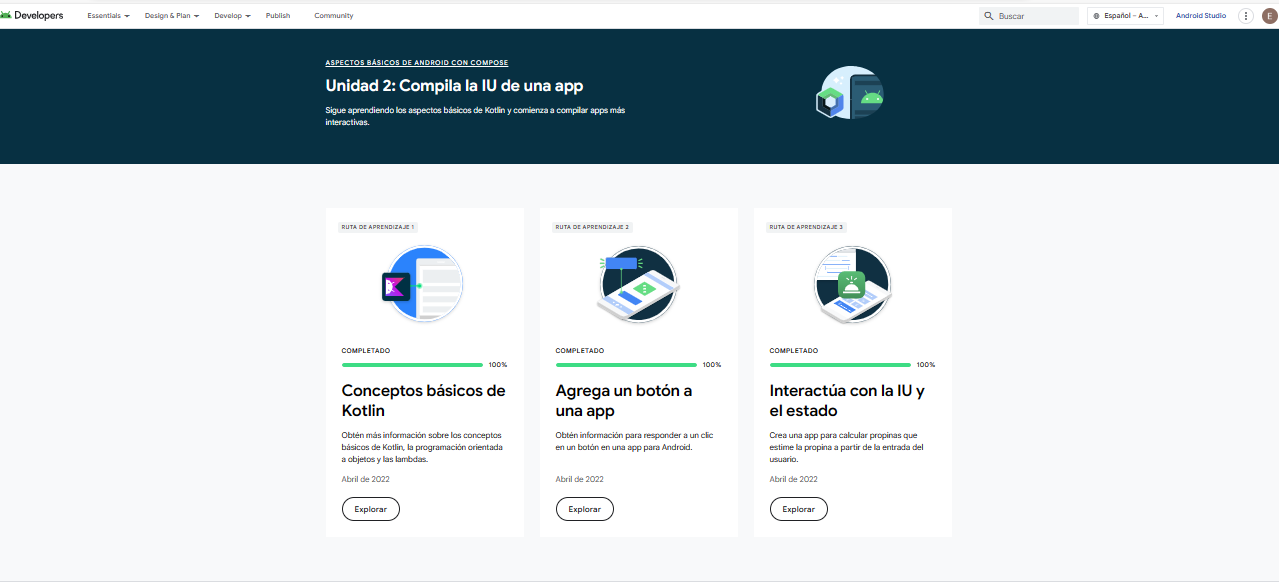 Developers Essentials Design & Plan Develop Publish Community Buscar Español – A... Android Studio E
ASPECTOS BÁSICOS DE ANDROID CON COMPOSE
Unidad 2: Compila la IU de una app
Sigue aprendiendo los aspectos básicos de Kotlin y comienza a compilar apps más
interactivas.
RUTA DE APRENDIZAJE 1
COMPLETADO
100%
Conceptos básicos de
Kotlin
Obtén más información sobre los conceptos
básicos de Kotlin, la programación orientada
a objetos y las lambdas.
Abril de 2022
Explorar
RUTA DE APRENDIZAJE 2
COMPLETADO
100%
Agrega un botón a
una app
Obtén información para responder a un clic
en un botón en una app para Android.
Abril de 2022
Explorar
RUTA DE APRENDIZAJE 3
COMPLETADO
100%
Interactúa con la IU y
el estado
Crea una app para calcular propinas que
estime la propina a partir de la entrada del
usuario.
Abril de 2022
Explorar